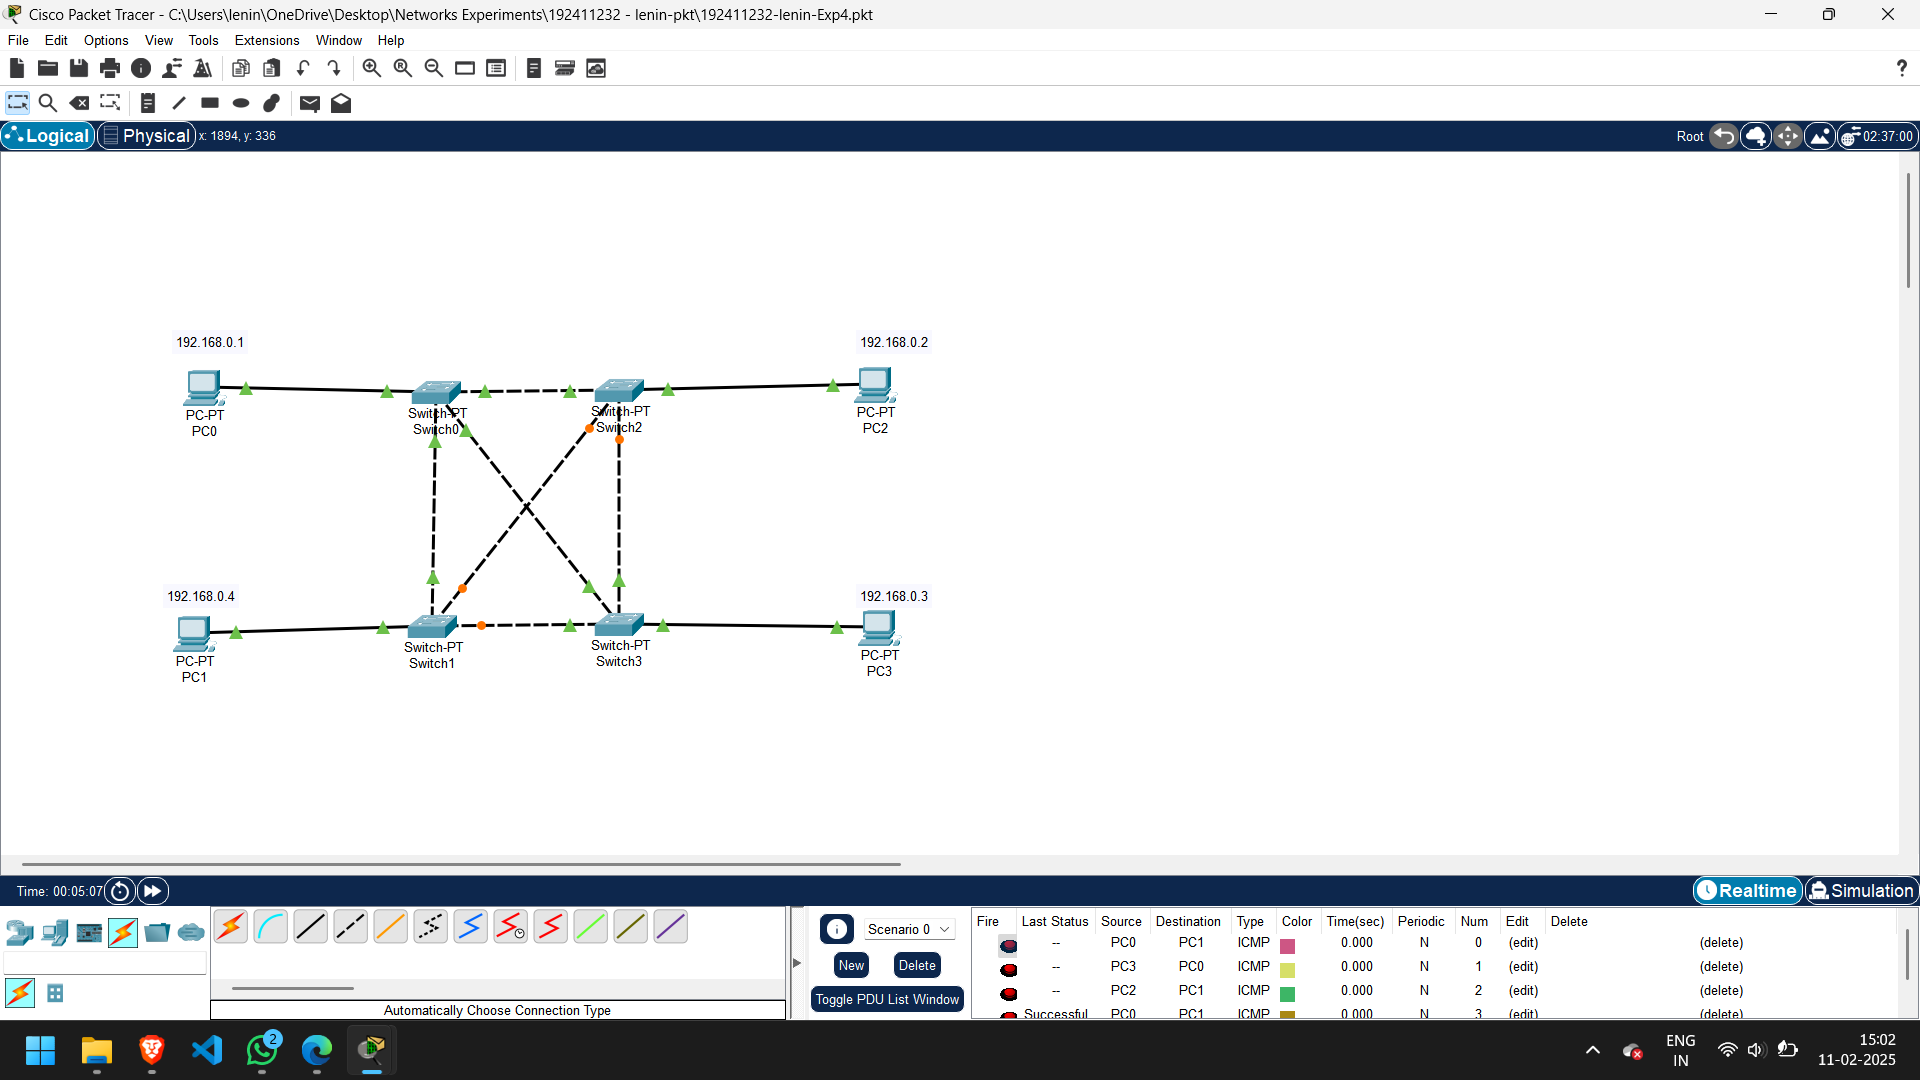 Cisco Packet Tracer - C:\Users\lenin\OneDrive\Desktop\Networks Experiments\192411232 - lenin-pkt\192411232-lenin-Exp4.pkt
File Edit Options View Tools Extensions Window Help
Logical Physical x: 1894, y: 336 Root 02:37:00
192.168.0.1 192.168.0.2
PC-PT Switch-PT Switch-PT PC-PT
PC0 Switch0 Switch2 PC2
192.168.0.4 192.168.0.3
PC-PT Switch-PT Switch-PT PC-PT
PC1 Switch1 Switch3 PC3
Time: 00:05:07 Realtime Simulation
Scenario 0
New Delete
Toggle PDU List Window
Automatically Choose Connection Type
Fire Last Status Source Destination Type Color Time(sec) Periodic Num Edit Delete
-- PC0 PC1 ICMP 0.000 N 0 (edit) (delete)
-- PC3 PC0 ICMP 0.000 N 1 (edit) (delete)
-- PC2 PC1 ICMP 0.000 N 2 (edit) (delete)
Successful PC0 PC1 ICMP 0.000 N 3 (edit) (delete)
2
ENG
IN
15:02
11-02-2025